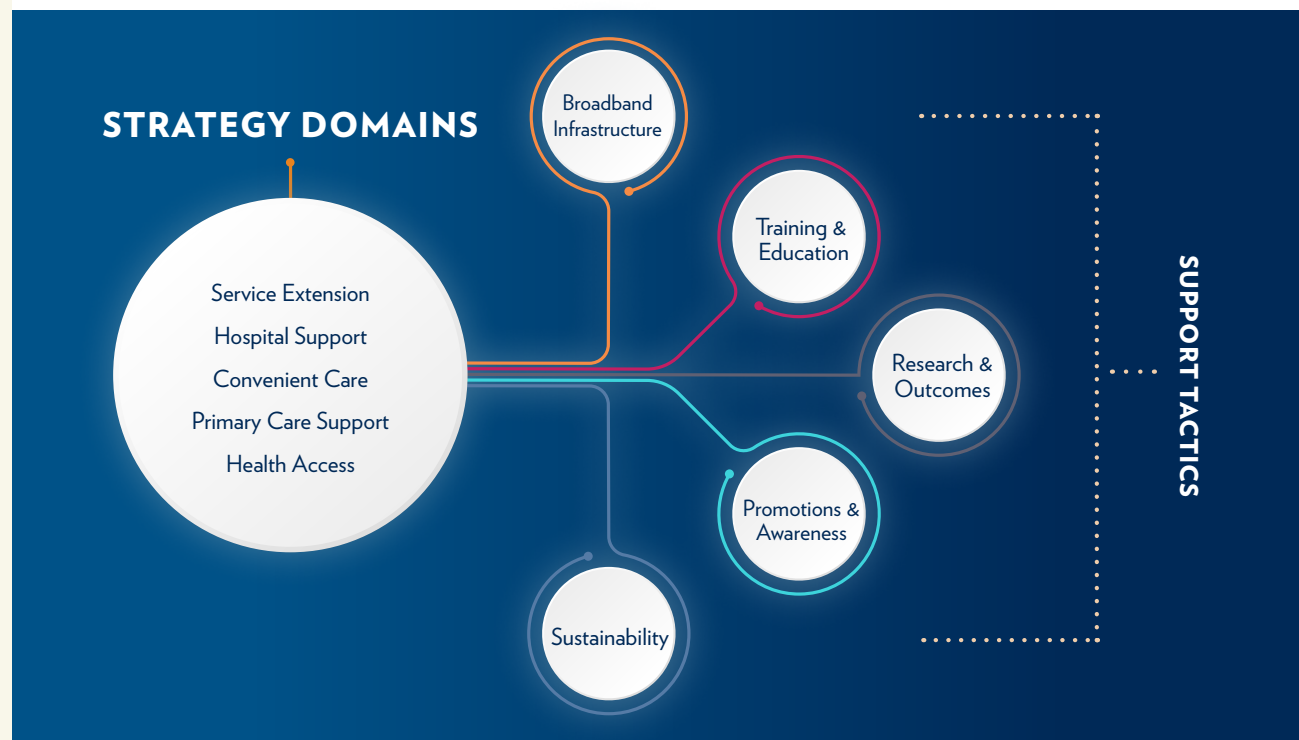 STRATEGY DOMAINS
Service Extension
Hospital Support
Convenient Care
Primary Care Support
Health Access
Broadband
Infrastructure
Training &
Education
Research &
Outcomes
Promotions &
Awareness
Sustainability
SUPPORT TACTICS